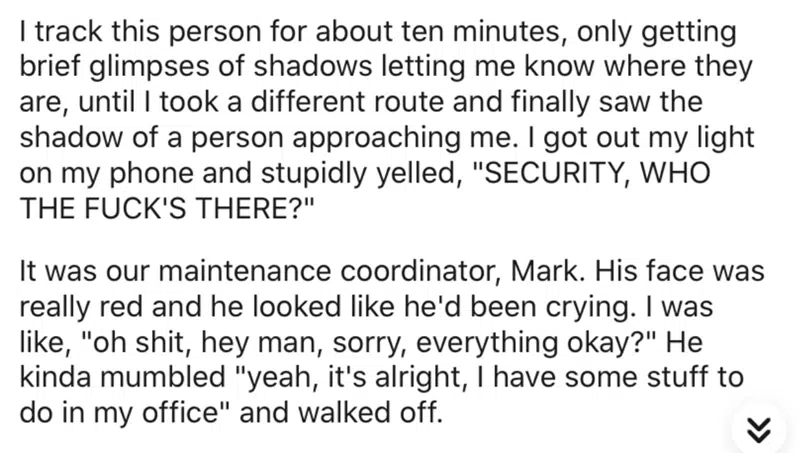 I track this person for about ten minutes, only getting
brief glimpses of shadows letting me know where they
are, until I took a different route and finally saw the
shadow of a person approaching me. I got out my light
on my phone and stupidly yelled, "SECURITY, WHO
THE FUCK'S THERE?"
It was our maintenance coordinator, Mark. His face was
really red and he looked like he'd been crying. I was
like, "oh shit, hey man, sorry, everything okay?" He
kinda mumbled "yeah, it's alright, I have some stuff to
do in my office" and walked off.